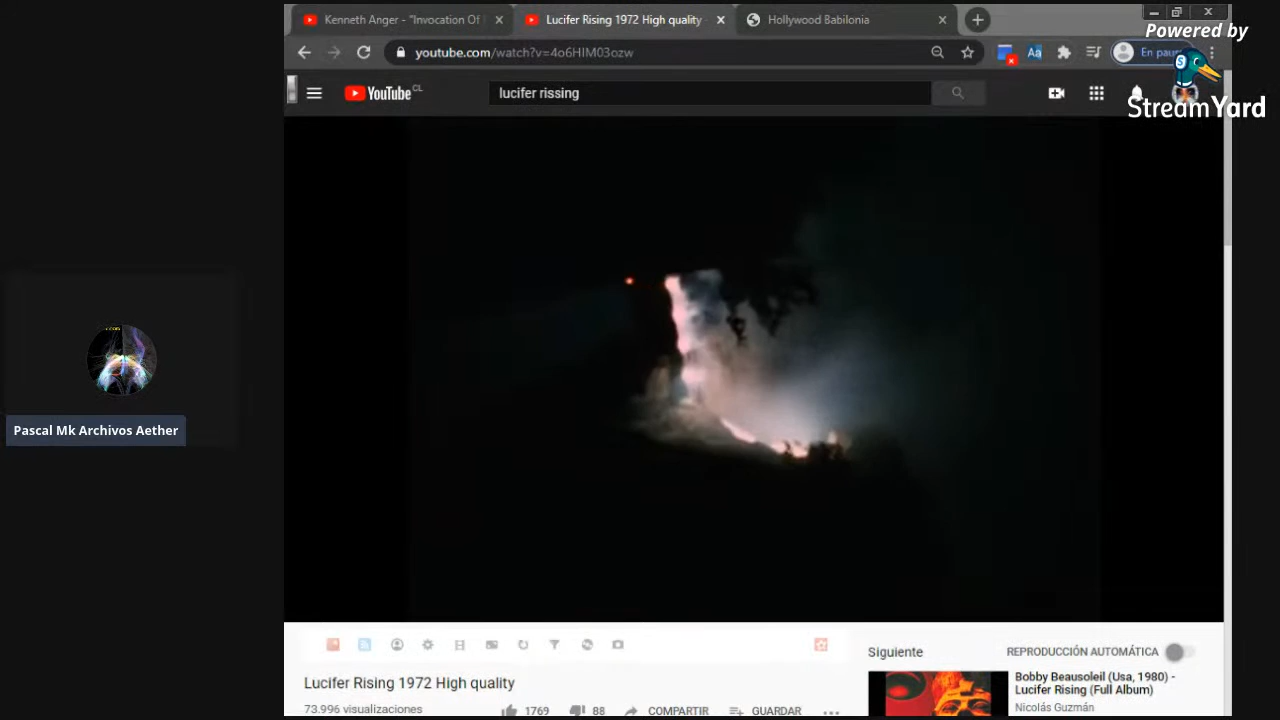 Kenneth Anger - "Invocation Of
Lucifer Rising 1972 High quality
Hollywood Babilonia
Powered by
StreamYard
youtube.com/watch?v=4o6HIM03ozw
Aa
En pau
YouTube CL
lucifer rissing
Pascal Mk Archivos Aether
Siguiente
REPRODUCCIÓN AUTOMÁTICA
Lucifer Rising 1972 High quality
73.996 visualizaciones
1769
88
COMPARTIR
GUARDAR
Bobby Beausoleil (Usa, 1980) -
Lucifer Rising (Full Album)
Nicolás Guzmán